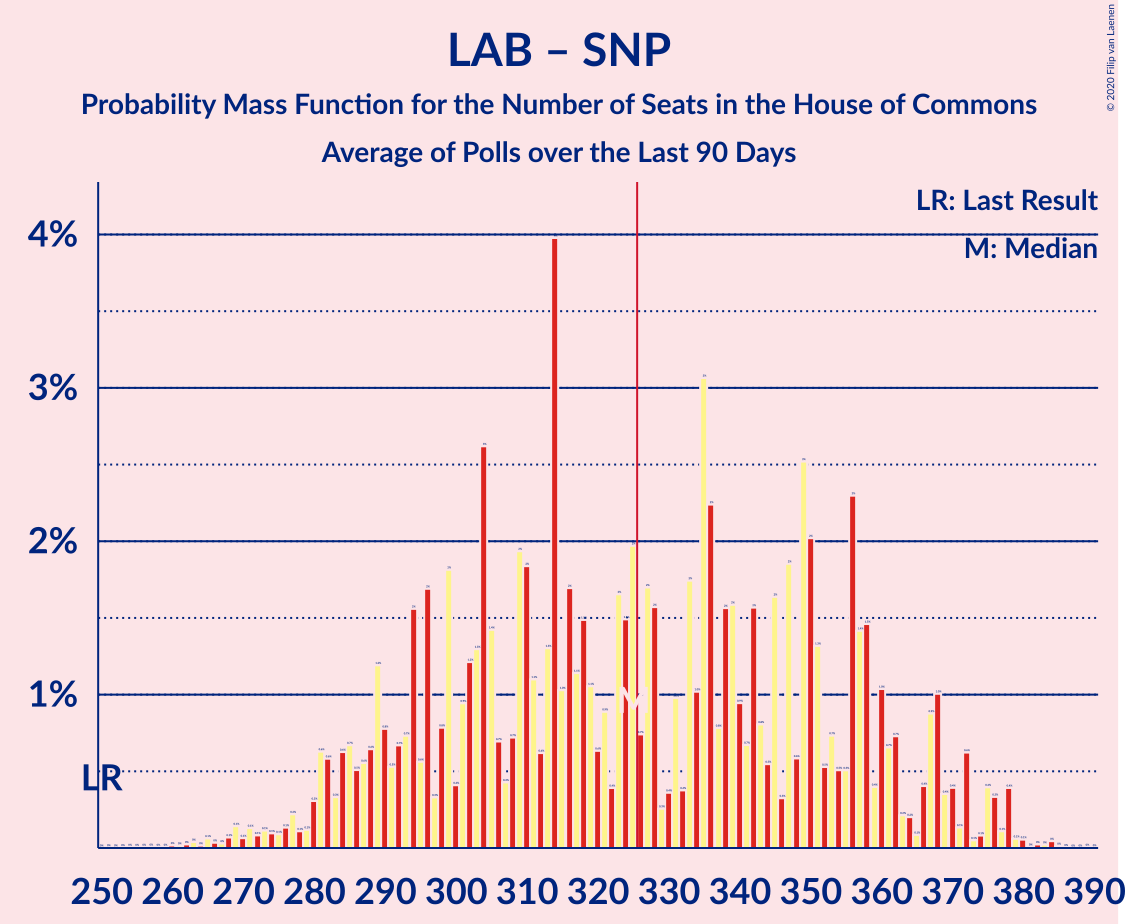 LAB – SNP
Probability Mass Function for the Number of Seats in the House of Commons
Average of Polls over the Last 90 Days
© 2020 Filip van Laenen
LR: Last Result
M: Median
4%
3%
2%
1%
LR
M
250 260 270 280 290 300 310 320 330 340 350 360 370 380 390